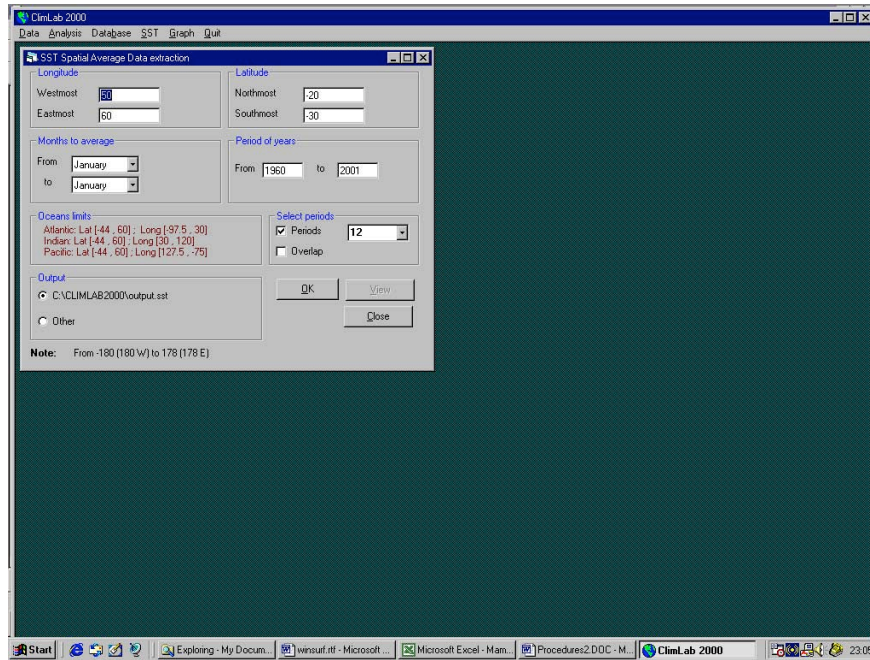 ClimLab 2000
Data Analysis Database SST Graph Quit
SST Spatial Average Data extraction
Longitude
Westmost 50
Eastmost 60
Latitude
Northmost -20
Southmost -30
Months to average
From January
to January
Period of years
From 1960 to 2001
Oceans limits
Atlantic: Lat [-44 , 60] ; Long [-97.5 , 30]
Indian: Lat [-44 , 60] ; Long [30 , 120]
Pacific: Lat [-44 , 60] ; Long [127.5 , -75]
Select periods
Periods 12
Overlap
Output
C:\CLIMLAB2000\output.sst
Other
OK View
Close
Note: From -180 (180 W) to 178 (178 E)
Start Exploring - My Docum... winsurf.rtf - Microsoft ... Microsoft Excel - Mam... Procedures2.DOC - M... ClimLab 2000 23:05